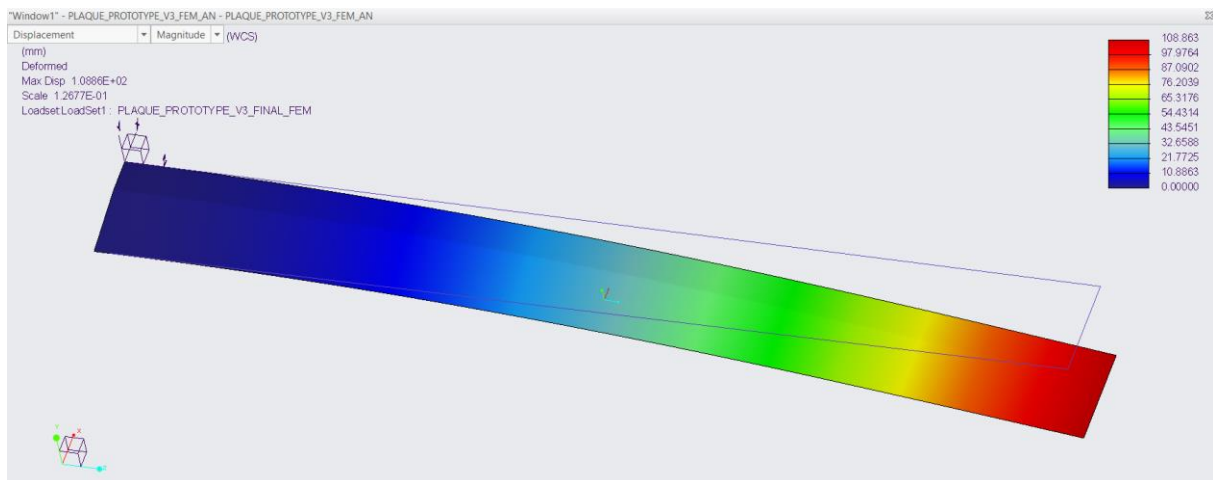 "Window1" - PLAQUE_PROTOTYPE_V3_FEM_AN - PLAQUE_PROTOTYPE_V3_FEM_AN
Displacement Magnitude (WCS)
(mm)
Deformed
Max Disp 1.0886E+02
Scale 1.2677E-01
Loadset:LoadSet1 : PLAQUE_PROTOTYPE_V3_FINAL_FEM
108.863
97.9764
87.0902
76.2039
65.3176
54.4314
43.5451
32.6588
21.7725
10.8863
0.00000
Y
Y
X